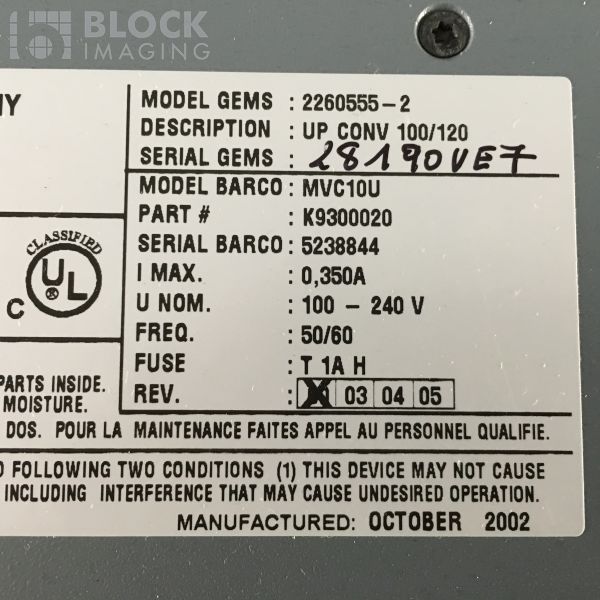 BLOCK
IMAGING
MODEL GEMS : 2260555-2
DESCRIPTION : UP CONV 100/120
SERIAL GEMS : 28190VE7
MODEL BARCO : MVC10U
PART # : K9300020
SERIAL BARCO : 5238844
I MAX. : 0,350A
U NOM. : 100 - 240 V
FREQ. : 50/60
FUSE : T 1A H
REV. : 03 04 05
CLASSIFIED
C UL ®
PARTS INSIDE.
MOISTURE.
DOS. POUR LA MAINTENANCE FAITES APPEL AU PERSONNEL QUALIFIE.
FOLLOWING TWO CONDITIONS (1) THIS DEVICE MAY NOT CAUSE
INCLUDING INTERFERENCE THAT MAY CAUSE UNDESIRED OPERATION.
MANUFACTURED: OCTOBER 2002